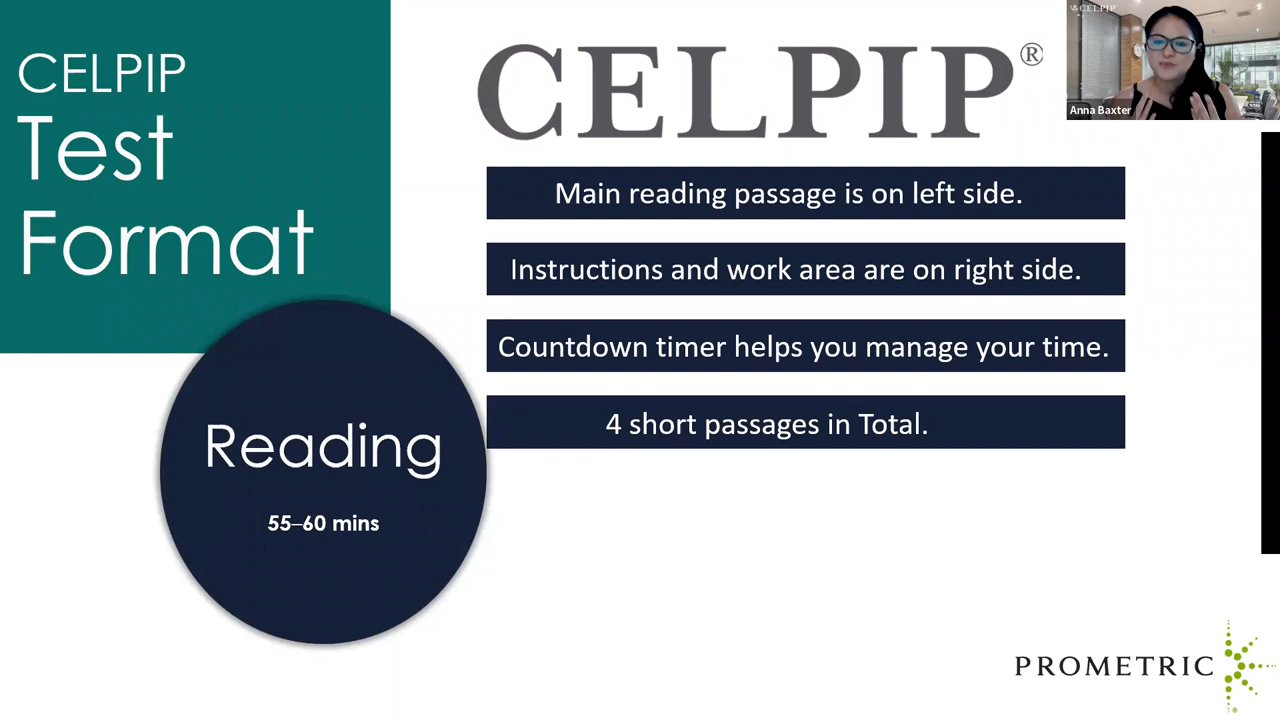 CELPIP
Test
Format
Reading
55–60 mins
CELPIP®
Main reading passage is on left side.
Instructions and work area are on right side.
Countdown timer helps you manage your time.
4 short passages in Total.
CELPIP
Anna Baxter
PROMETRIC